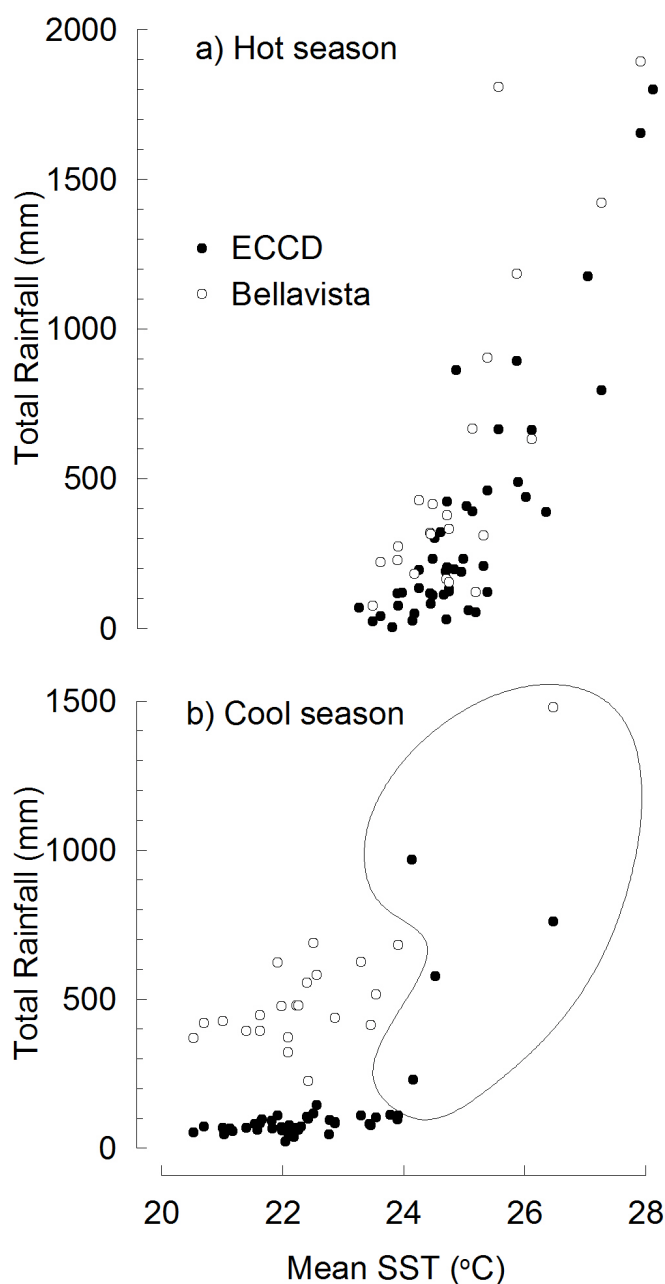 2000
a) Hot season
1500
ECCD
Bellavista
1000
500
0
Total Rainfall (mm)
1500
b) Cool season
1000
500
0
Total Rainfall (mm)
20 22 24 26 28
Mean SST (oC)